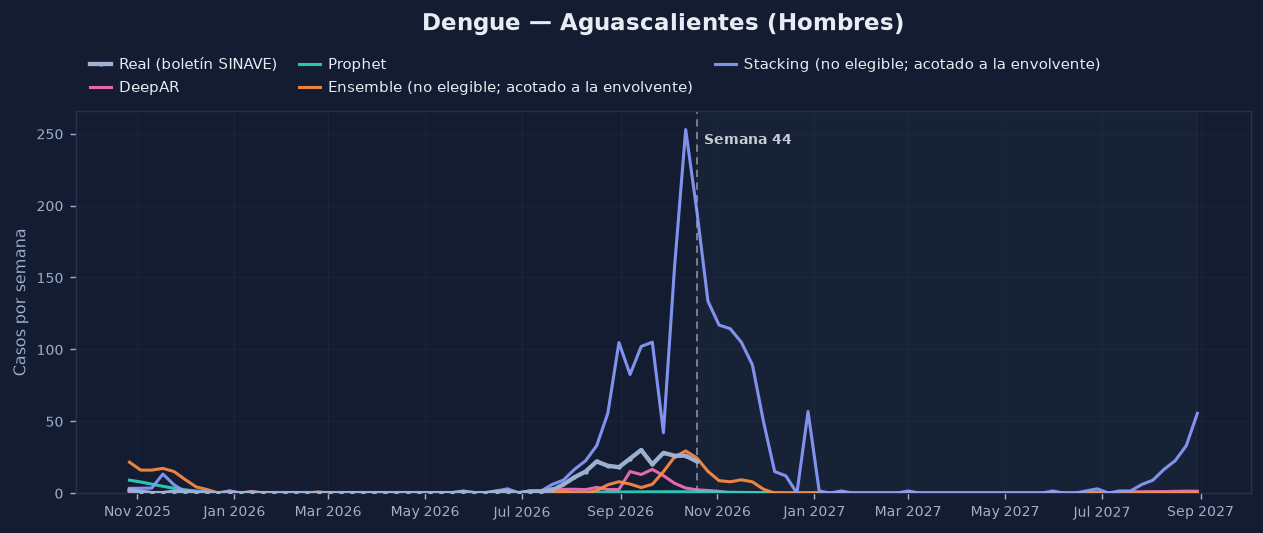 Dengue — Aguascalientes (Hombres)
Real (boletín SINAVE)
Prophet
Stacking (no elegible; acotado a la envolvente)
DeepAR
Ensemble (no elegible; acotado a la envolvente)
Semana 44
Casos por semana
250
200
150
100
50
0
Nov 2025
Jan 2026
Mar 2026
May 2026
Jul 2026
Sep 2026
Nov 2026
Jan 2027
Mar 2027
May 2027
Jul 2027
Sep 2027